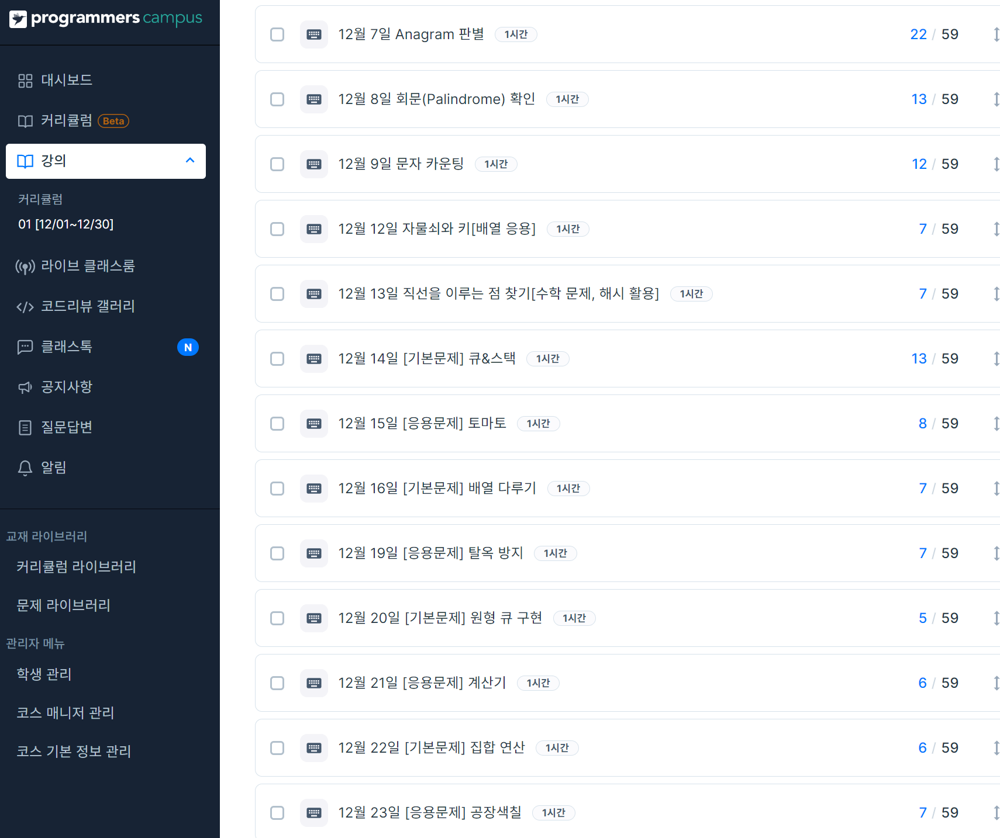 programmers campus
대시보드
커리큘럼 Beta
강의
커리큘럼
01 [12/01~12/30]
라이브 클래스룸
코드리뷰 갤러리
클래스톡 N
공지사항
질문답변
알림
교재 라이브러리
커리큘럼 라이브러리
문제 라이브러리
관리자 메뉴
학생 관리
코스 매니저 관리
코스 기본 정보 관리
12월 7일 Anagram 판별 1시간 22 / 59
12월 8일 회문(Palindrome) 확인 1시간 13 / 59
12월 9일 문자 카운팅 1시간 12 / 59
12월 12일 자물쇠와 키[배열 응용] 1시간 7 / 59
12월 13일 직선을 이루는 점 찾기[수학 문제, 해시 활용] 1시간 7 / 59
12월 14일 [기본문제] 큐&스택 1시간 13 / 59
12월 15일 [응용문제] 토마토 1시간 8 / 59
12월 16일 [기본문제] 배열 다루기 1시간 7 / 59
12월 19일 [응용문제] 탈옥 방지 1시간 7 / 59
12월 20일 [기본문제] 원형 큐 구현 1시간 5 / 59
12월 21일 [응용문제] 계산기 1시간 6 / 59
12월 22일 [기본문제] 집합 연산 1시간 6 / 59
12월 23일 [응용문제] 공장색칠 1시간 7 / 59